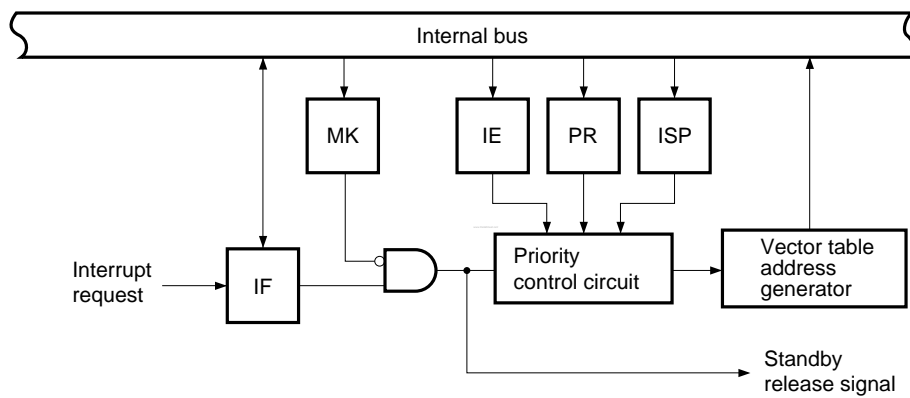 Internal bus
MK
IE
PR
ISP
Interrupt
request
IF
Priority
control circuit
Vector table
address
generator
Standby
release signal